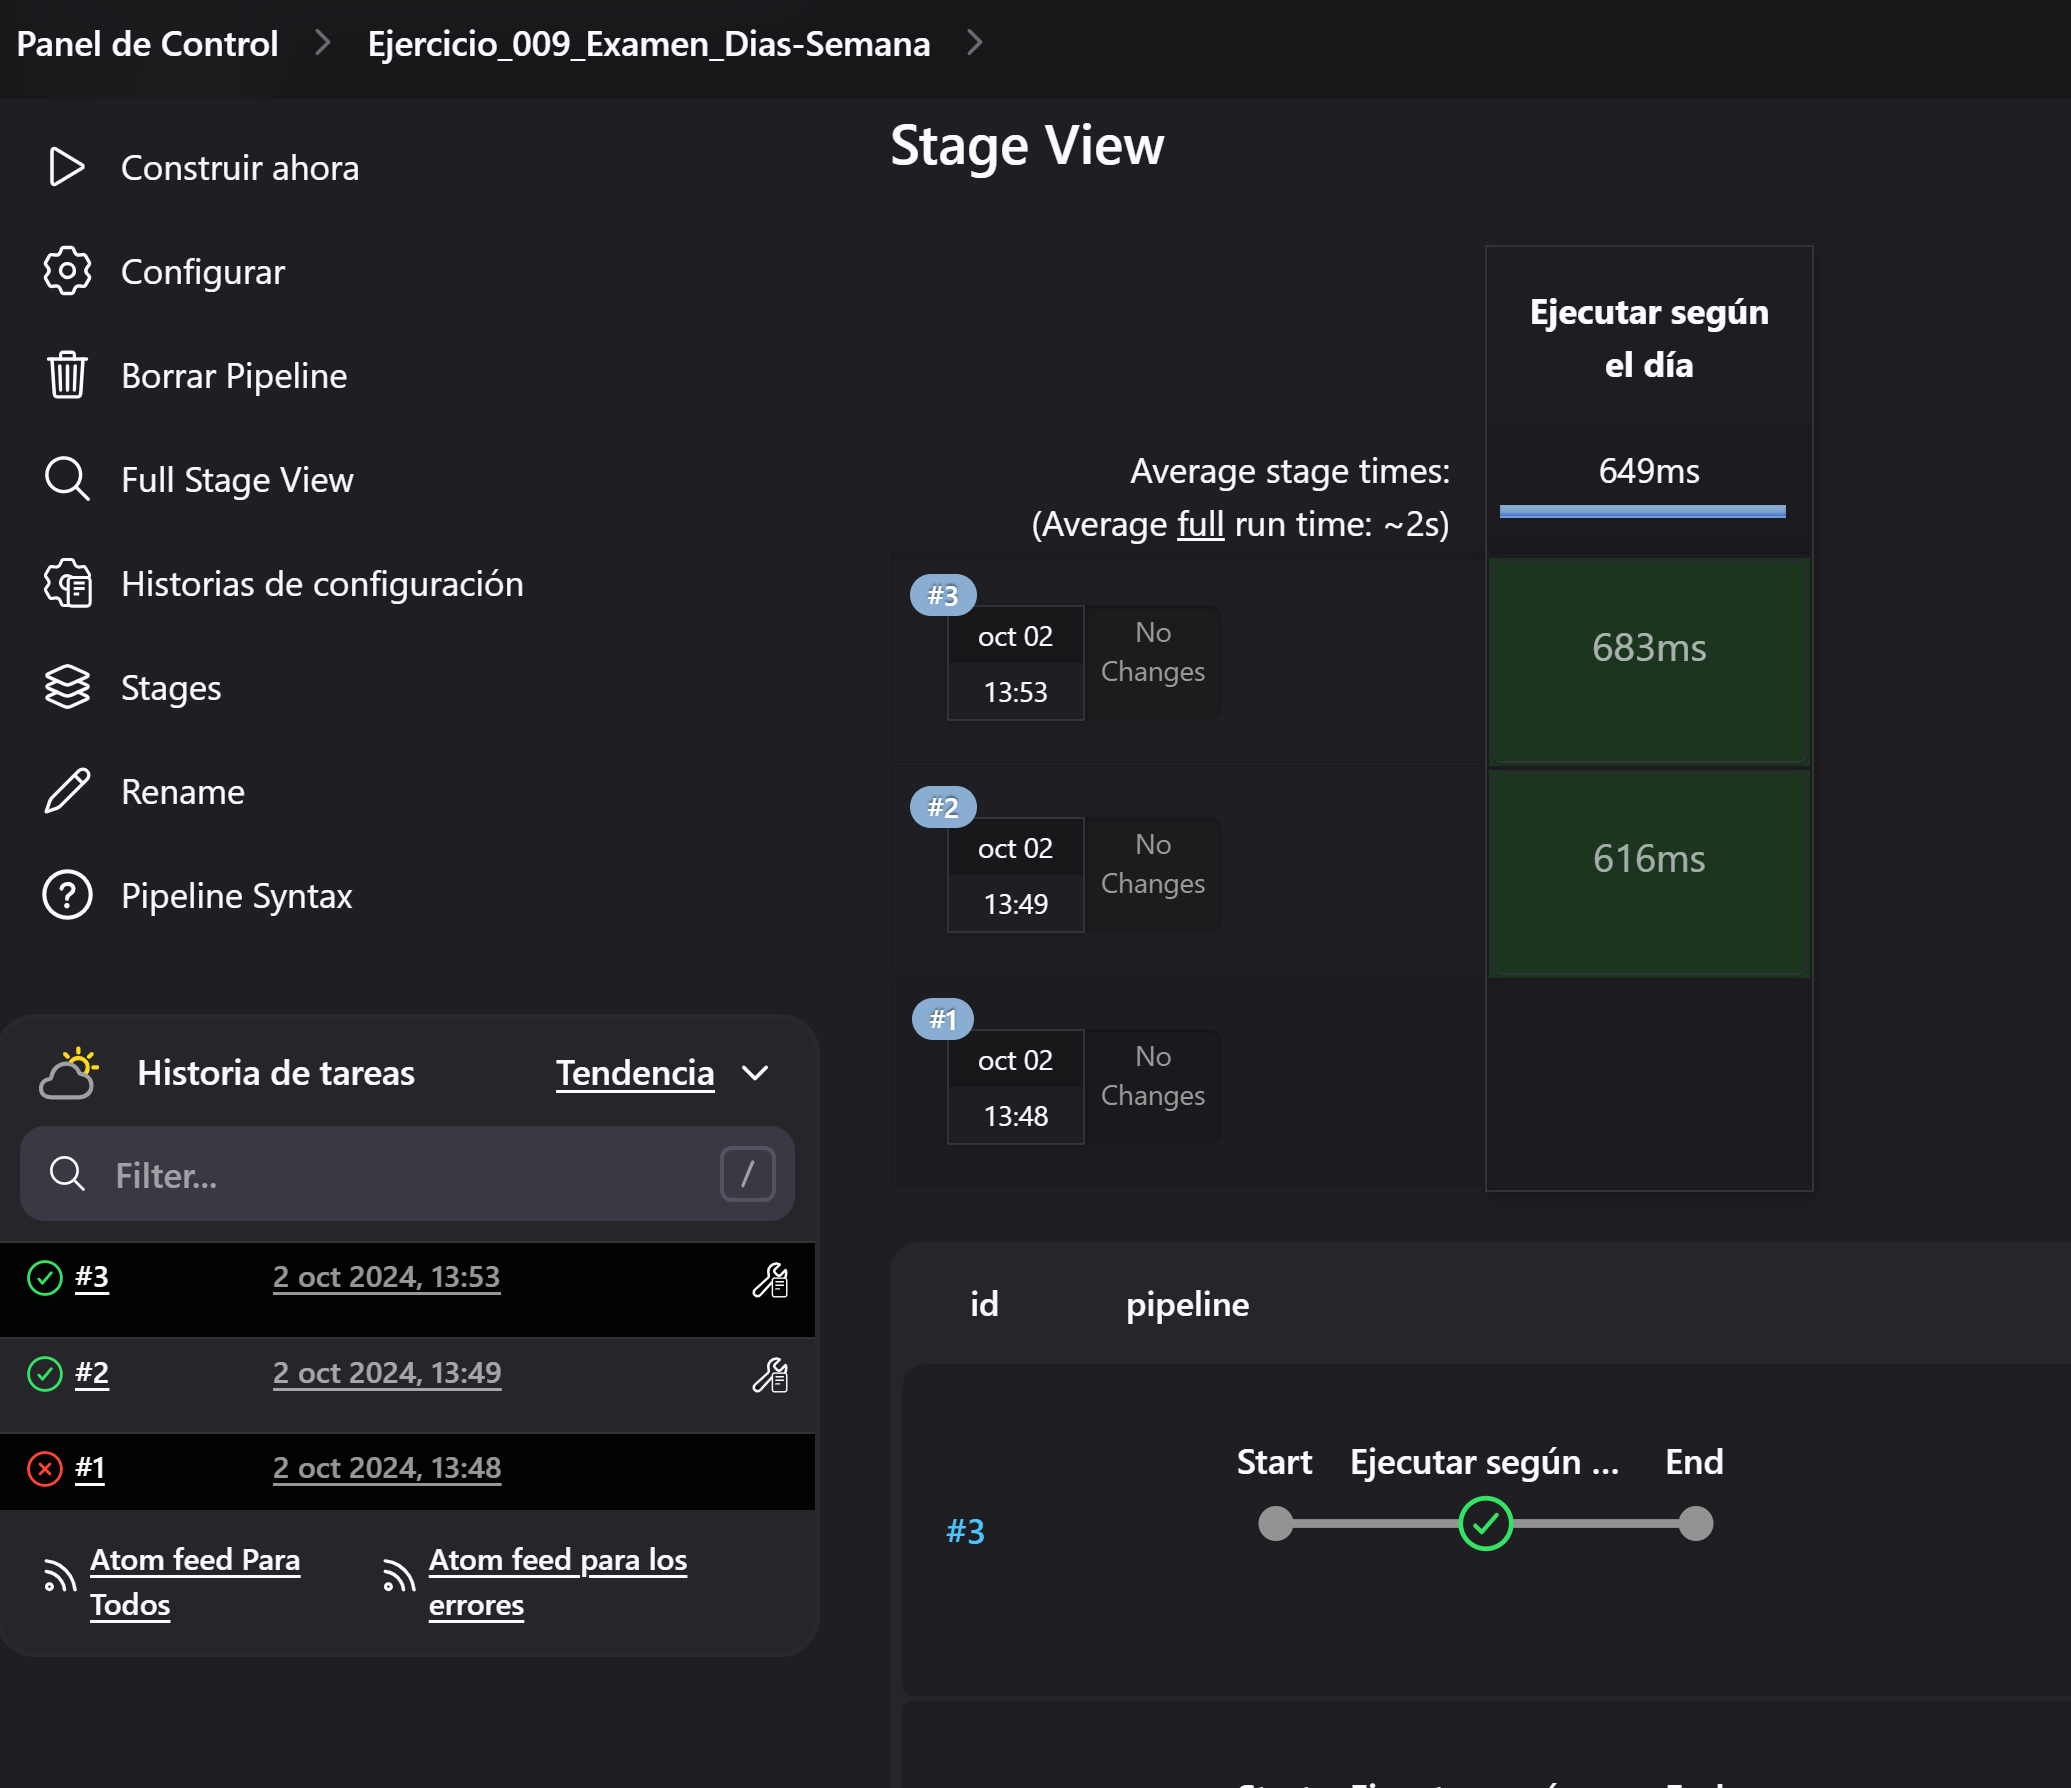 Panel de Control
Ejercicio_009_Examen_Dias-Semana
Construir ahora
Configurar
Borrar Pipeline
Full Stage View
Historias de configuración
Stages
Rename
Pipeline Syntax
Historia de tareas
Tendencia
Filter...
/
#3
2 oct 2024, 13:53
#2
2 oct 2024, 13:49
#1
2 oct 2024, 13:48
Atom feed Para
Todos
Atom feed para los
errores
Stage View
Ejecutar según
el día
Average stage times:
649ms
(Average full run time: ~2s)
#3
oct 02
13:53
No
Changes
683ms
#2
oct 02
13:49
No
Changes
616ms
#1
oct 02
13:48
No
Changes
id
pipeline
Start
Ejecutar según ...
End
#3